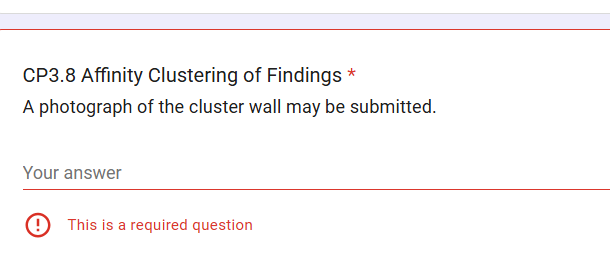 CP3.8 Affinity Clustering of Findings *
A photograph of the cluster wall may be submitted.
Your answer
This is a required question